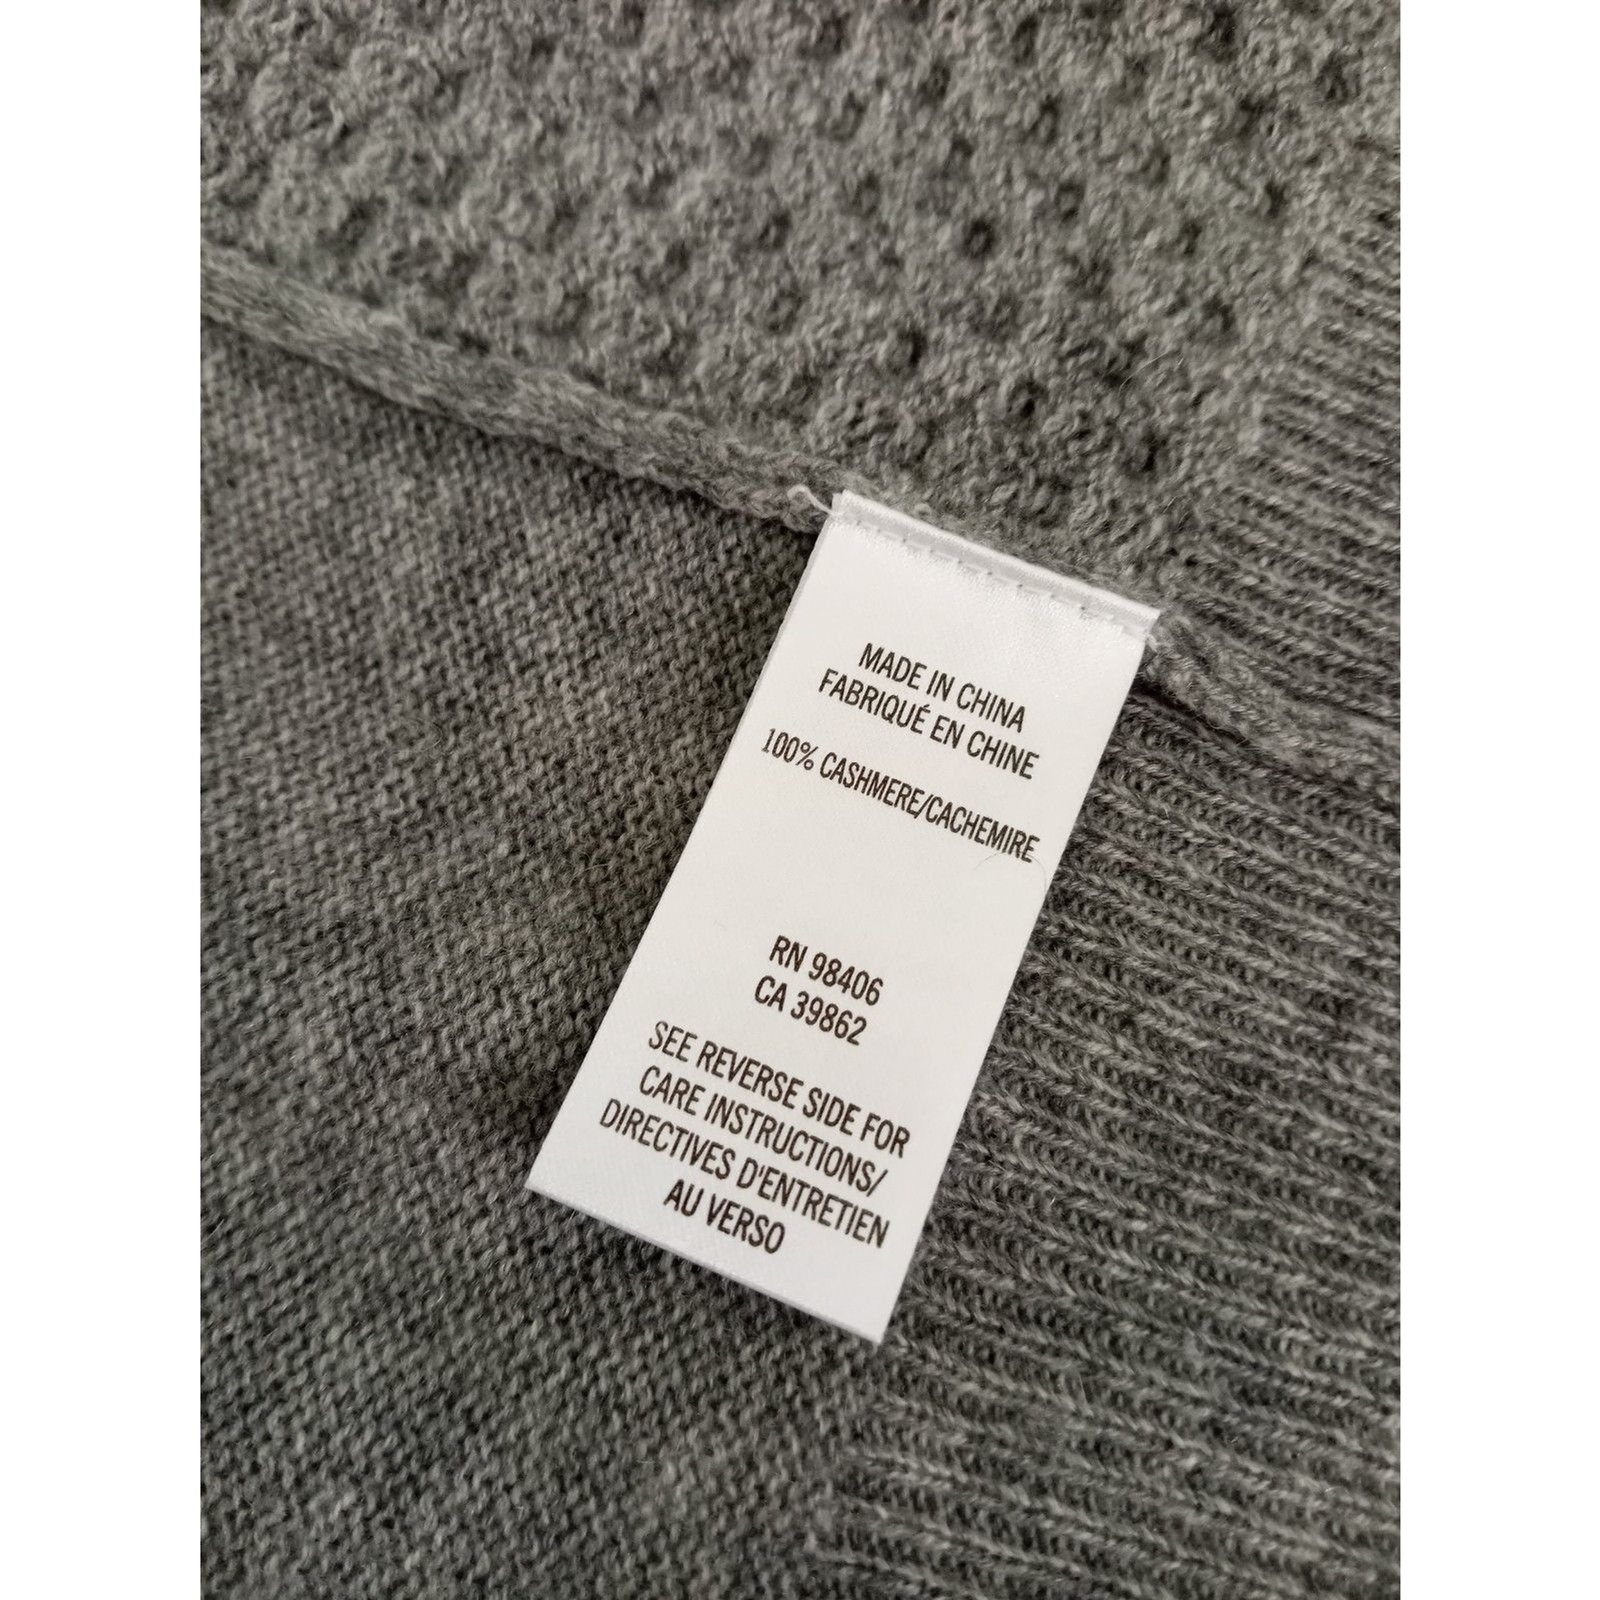 MADE IN CHINA
FABRIQUÉ EN CHINE
100% CASHMERE/CACHEMIRE
RN 98406
CA 39862
SEE REVERSE SIDE FOR
CARE INSTRUCTIONS/
DIRECTIVES D'ENTRETIEN
AU VERSO